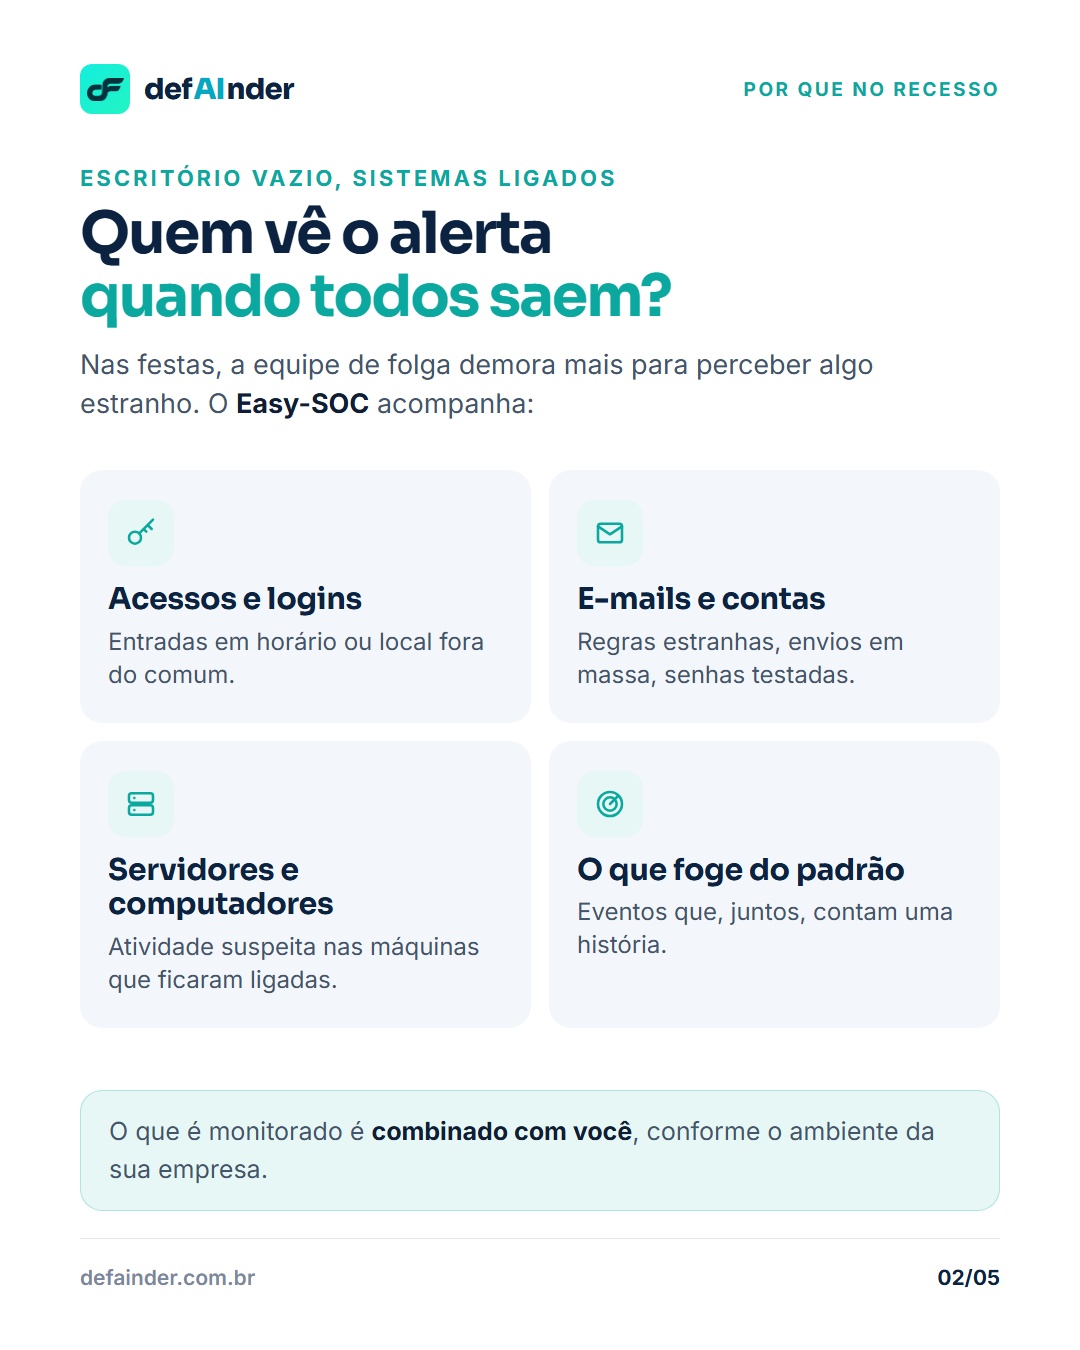 defAInder
POR QUE NO RECESSO
ESCRITÓRIO VAZIO, SISTEMAS LIGADOS
Quem vê o alerta
quando todos saem?
Nas festas, a equipe de folga demora mais para perceber algo
estranho. O Easy-SOC acompanha:
Acessos e logins
Entradas em horário ou local fora
do comum.
E-mails e contas
Regras estranhas, envios em
massa, senhas testadas.
Servidores e
computadores
Atividade suspeita nas máquinas
que ficaram ligadas.
O que foge do padrão
Eventos que, juntos, contam uma
história.
O que é monitorado é combinado com você, conforme o ambiente da
sua empresa.
defainder.com.br
02/05